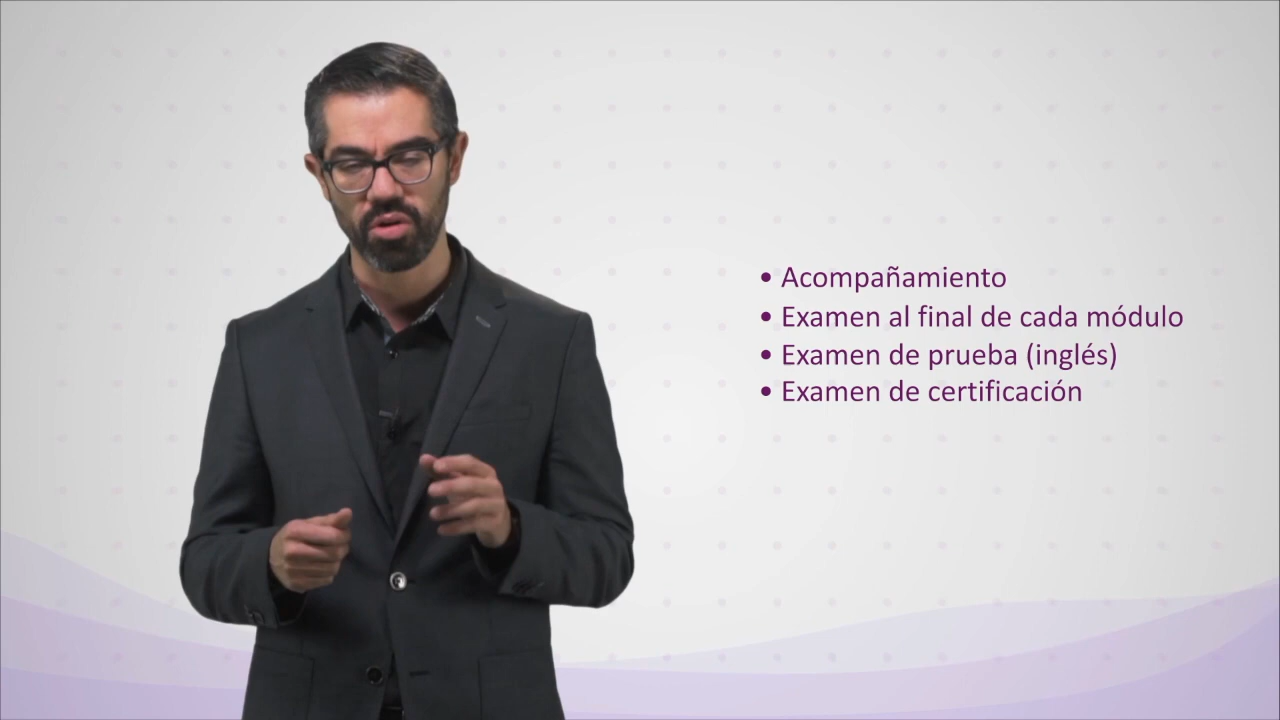 • Acompañamiento
• Examen al final de cada módulo
• Examen de prueba (inglés)
• Examen de certificación